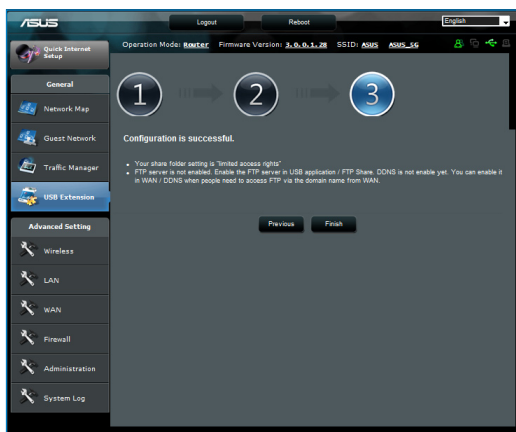 ASUS
Logout
Reboot
English
Quick Internet Setup
Operation Mode: Router Firmware Version: 3.0.0.1.28 SSID: ASUS ASUS_5G
General
Network Map
Guest Network
Traffic Manager
USB Extension
Advanced Setting
Wireless
LAN
WAN
Firewall
Administration
System Log
1
2
3
Configuration is successful.
Your share folder setting is "limited access rights"
FTP server is not enabled. Enable the FTP server in USB application / FTP Share. DDNS is not enable yet. You can enable it
in WAN / DDNS when people need to access FTP via the domain name from WAN.
Previous
Finish